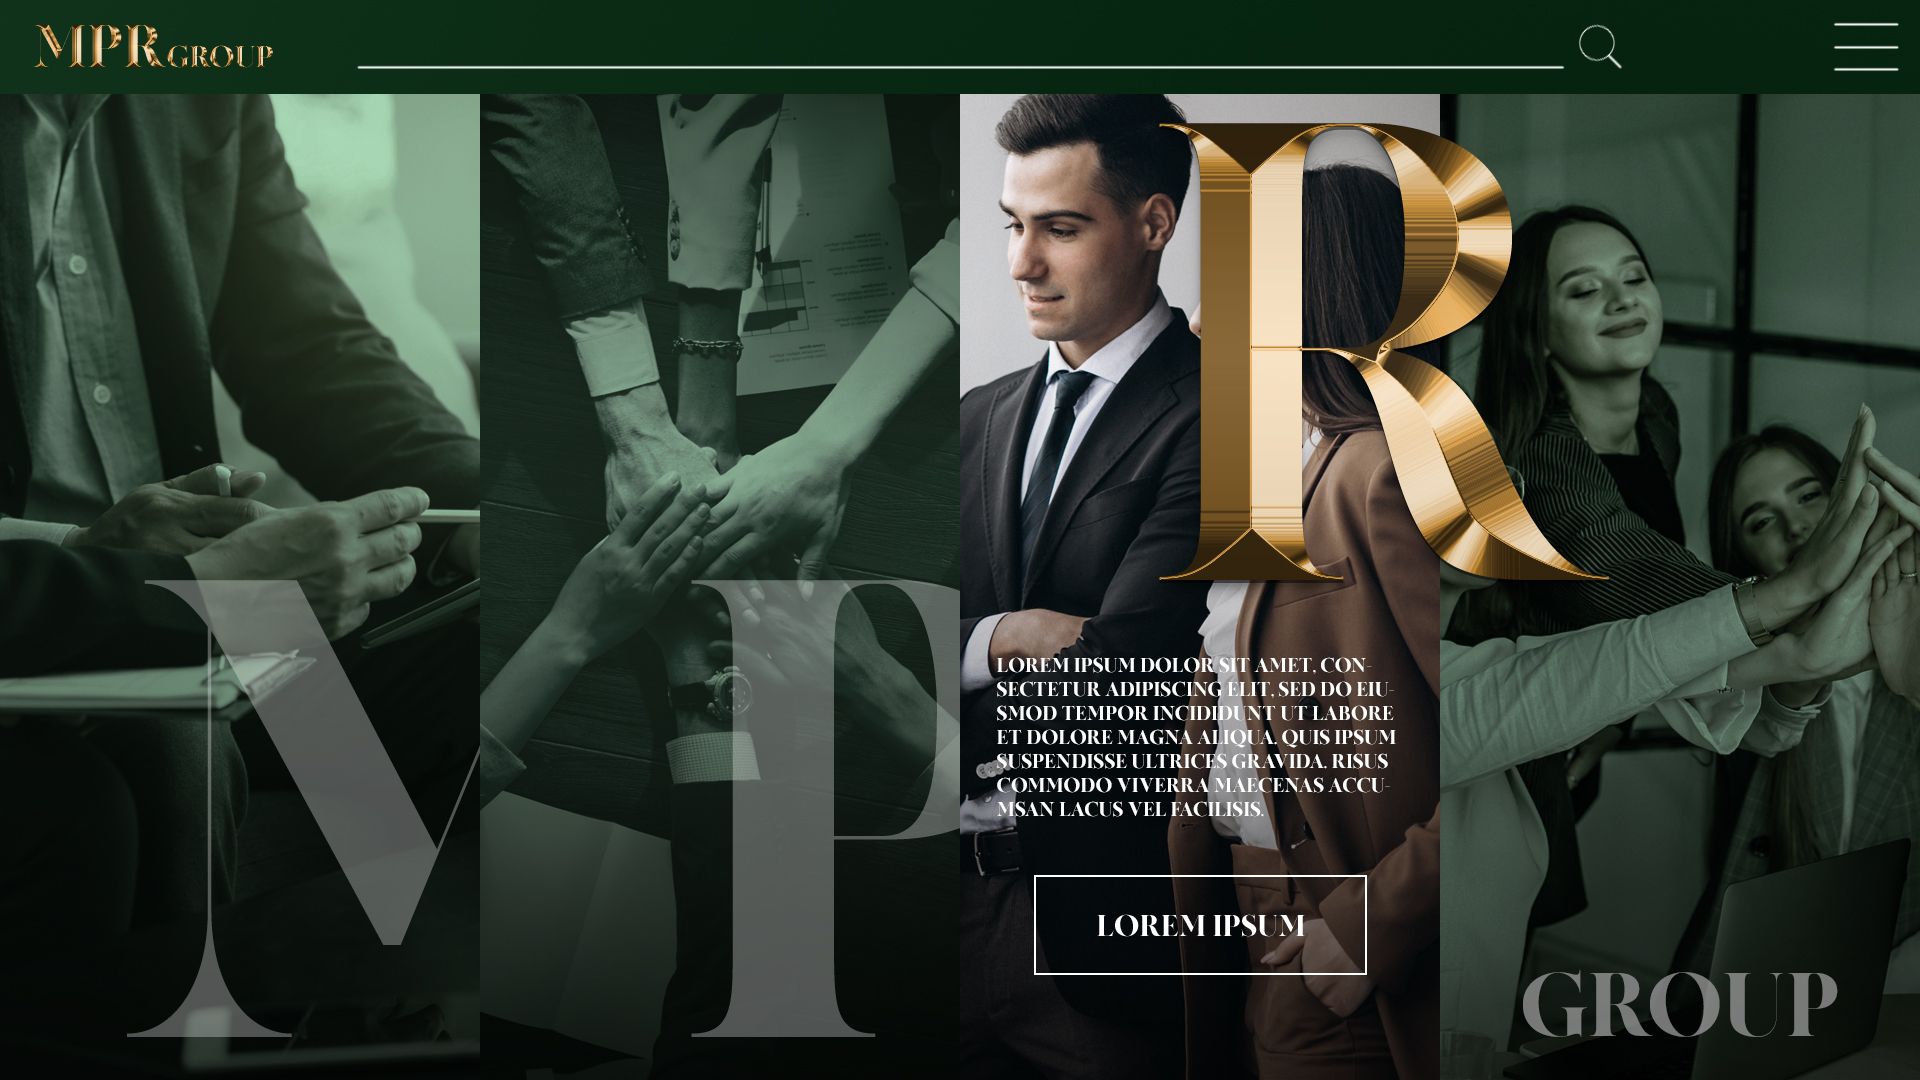 MPR GROUP
M
P
R
LOREM IPSUM DOLOR SIT AMET, CON-
SECTETUR ADIPISCING ELIT, SED DO EIU-
SMOD TEMPOR INCIDIDUNT UT LABORE
ET DOLORE MAGNA ALIQUA. QUIS IPSUM
SUSPENDISSE ULTRICES GRAVIDA. RISUS
COMMODO VIVERRA MAECENAS ACCU-
MSAN LACUS VEL FACILISIS.
LOREM IPSUM
GROUP